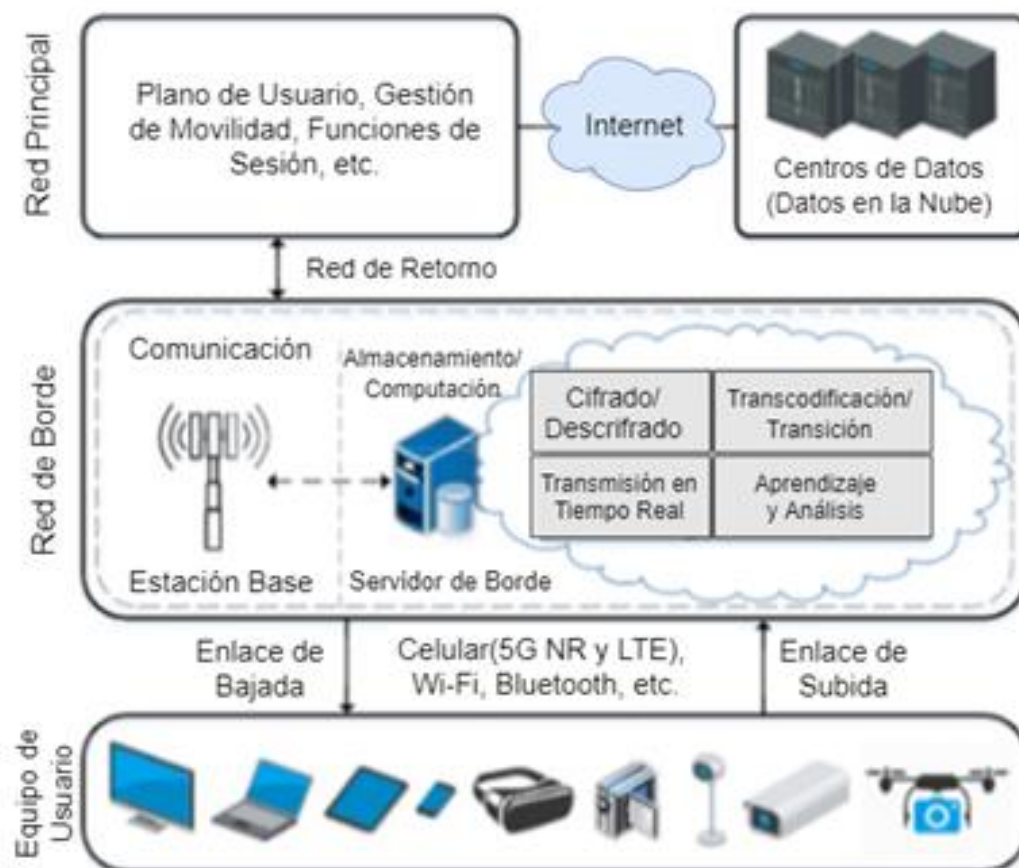 Red Principal
Plano de Usuario, Gestión
de Movilidad, Funciones de
Sesión, etc.
Internet
Centros de Datos
(Datos en la Nube)
Red de Retorno
Red de Borde
Comunicación
Almacenamiento/
Computación
Cifrado/
Descrifrado
Transcodificación/
Transición
Transmisión en
Tiempo Real
Aprendizaje
y Análisis
Estación Base
Servidor de Borde
Enlace de
Bajada
Celular(5G NR y LTE),
Wi-Fi, Bluetooth, etc.
Enlace de
Subida
Equipo de
Usuario